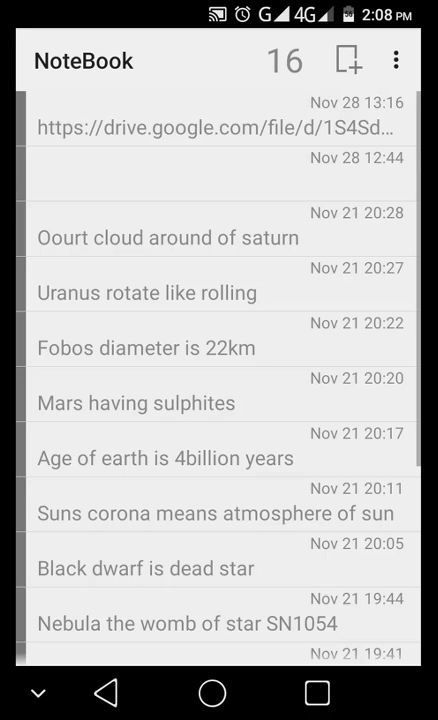 G 4G 56 2:08 PM
NoteBook 16
Nov 28 13:16
https://drive.google.com/file/d/1S4Sd...
Nov 28 12:44
Nov 21 20:28
Oourt cloud around of saturn
Nov 21 20:27
Uranus rotate like rolling
Nov 21 20:22
Fobos diameter is 22km
Nov 21 20:20
Mars having sulphites
Nov 21 20:17
Age of earth is 4billion years
Nov 21 20:11
Suns corona means atmosphere of sun
Nov 21 20:05
Black dwarf is dead star
Nov 21 19:44
Nebula the womb of star SN1054
Nov 21 19:41